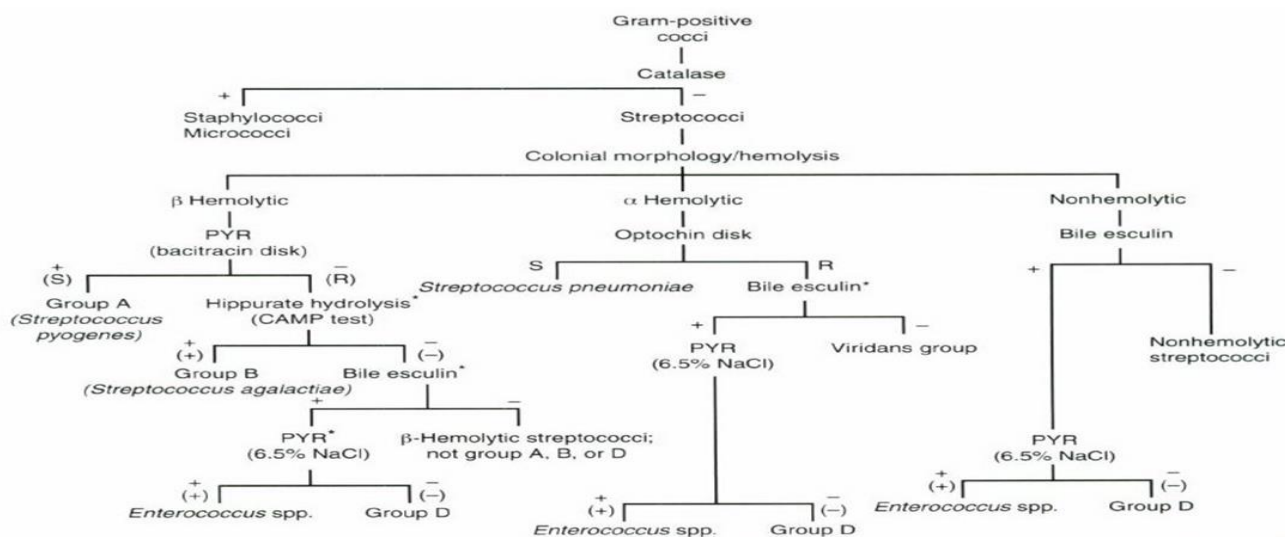 Gram-positive
cocci
Catalase
+ −
Staphylococci
Micrococci
Streptococci
Colonial morphology/hemolysis
β Hemolytic
α Hemolytic
Nonhemolytic
PYR
(bacitracin disk)
Optochin disk
Bile esculin
+
(S)
−
(R)
S R
+ −
Group A
(Streptococcus
pyogenes)
Hippurate hydrolysis*
(CAMP test)
Streptococcus pneumoniae
Bile esculin*
+
(+)
−
(−)
+ −
Group B
(Streptococcus agalactiae)
Bile esculin*
PYR
(6.5% NaCl)
Viridans group
Nonhemolytic
streptococci
+ −
PYR*
(6.5% NaCl)
β-Hemolytic streptococci;
not group A, B, or D
PYR
(6.5% NaCl)
+
(+)
−
(−)
Enterococcus spp.
Group D
+
(+)
−
(−)
Enterococcus spp.
Group D
+
(+)
−
(−)
Enterococcus spp.
Group D